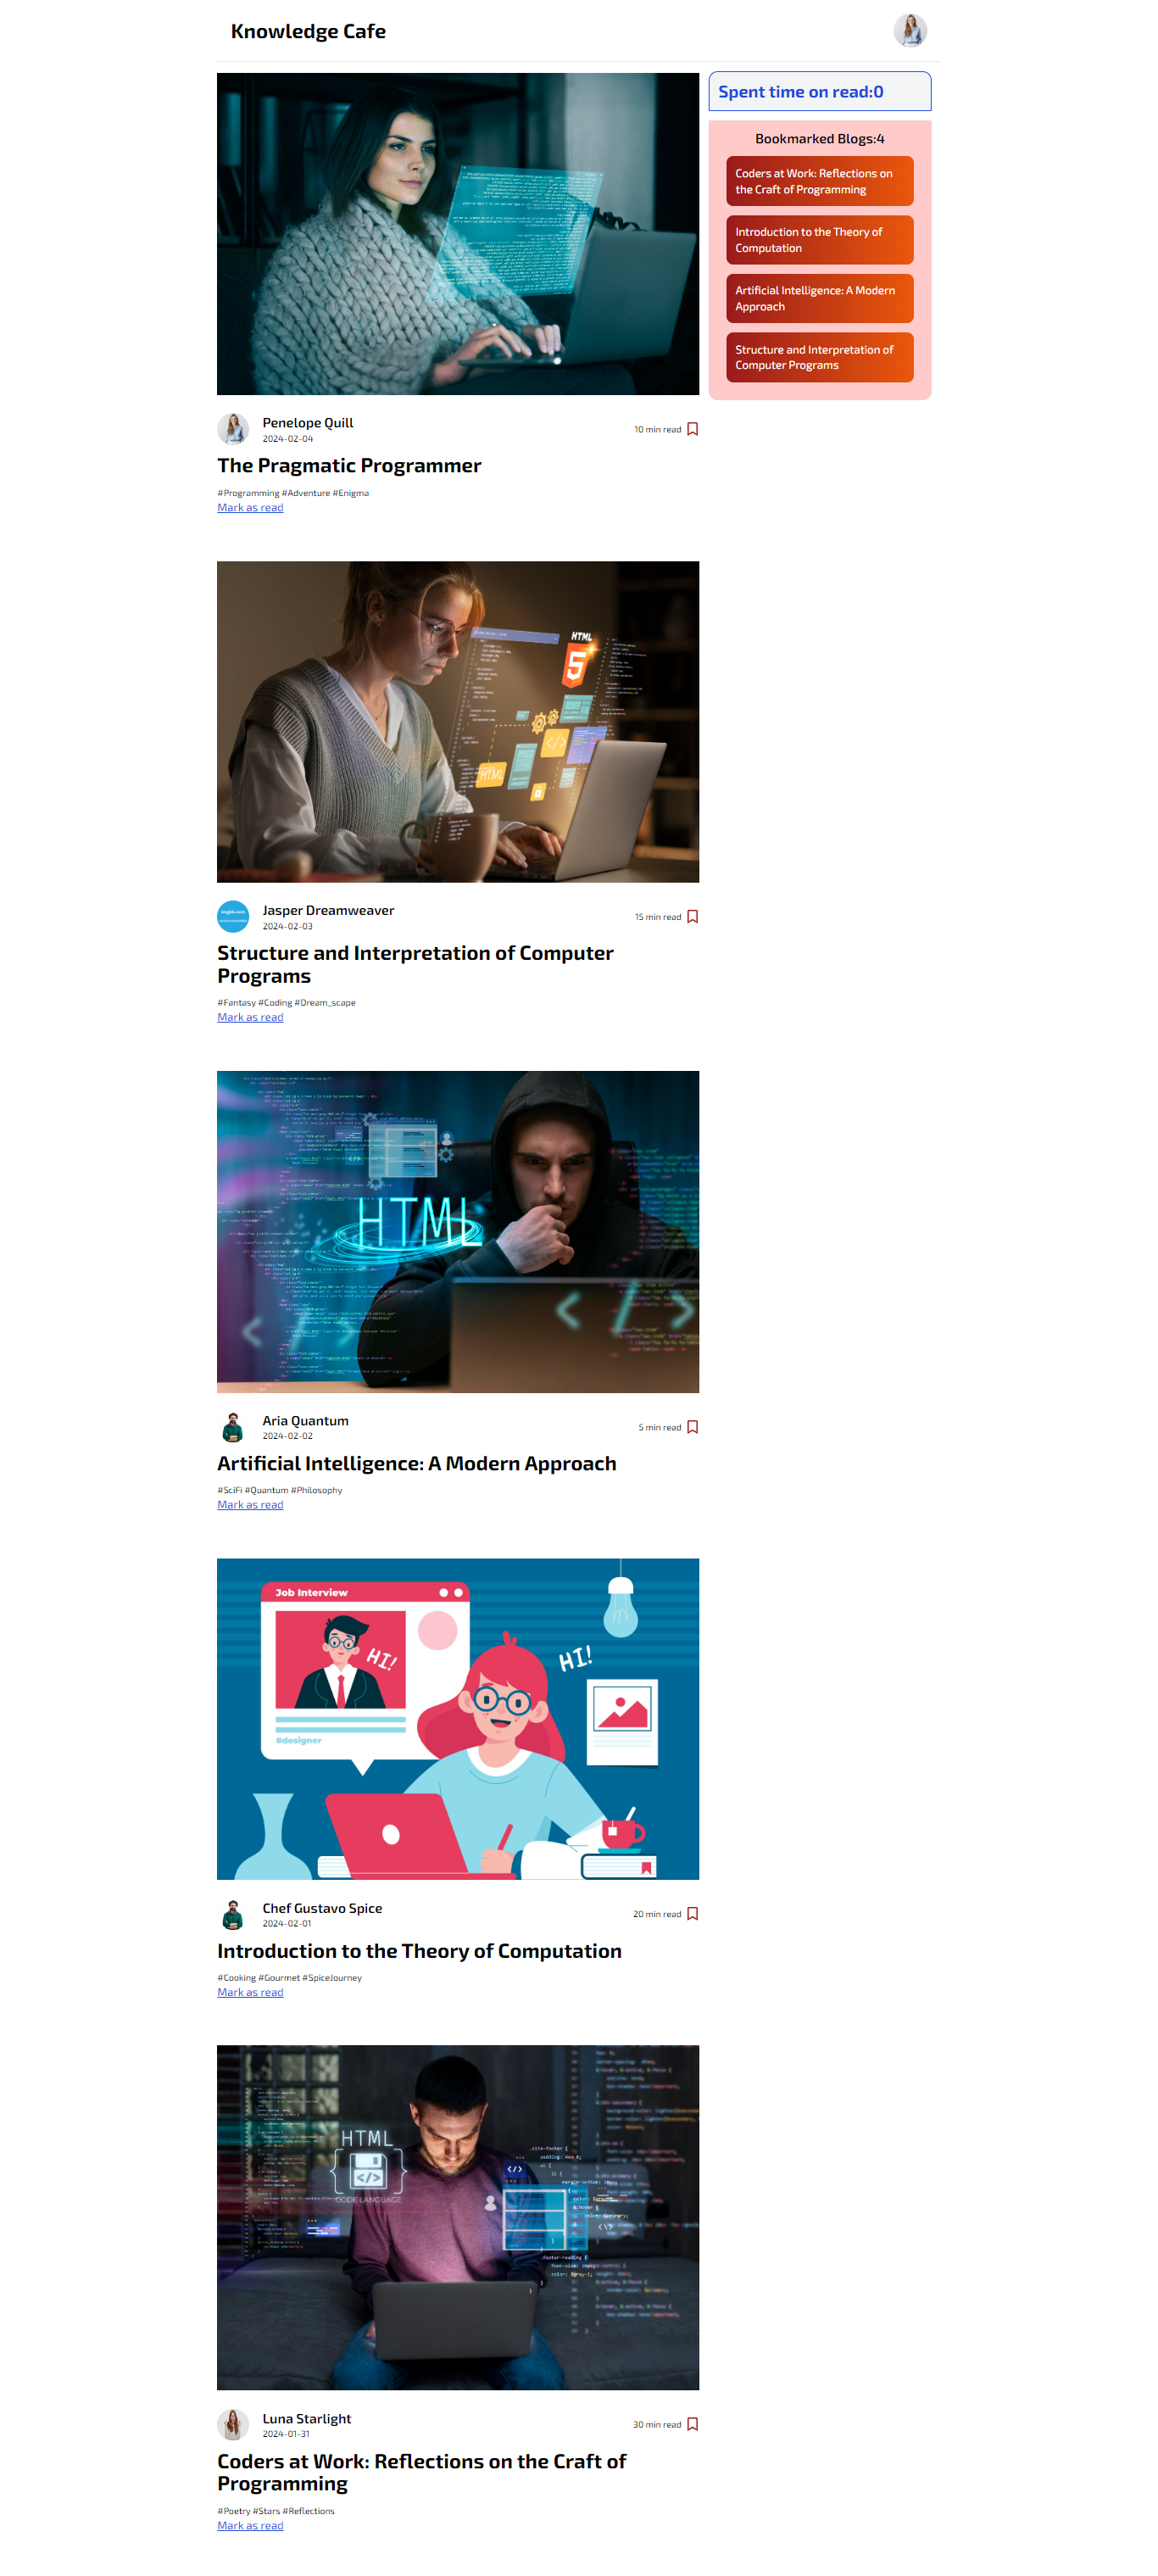 Knowledge Cafe
Spent time on read:0
Bookmarked Blogs:4
Coders at Work: Reflections on
the Craft of Programming
Introduction to the Theory of
Computation
Artificial Intelligence: A Modern
Approach
Structure and Interpretation of
Computer Programs
Penelope Quill
2024-02-04
10 min read
The Pragmatic Programmer
#Programming #Adventure #Enigma
Mark as read
HTML
5
</>
HTML
Jasper Dreamweaver
2024-02-03
15 min read
Structure and Interpretation of Computer
Programs
#Fantasy #Coding #Dream_scape
Mark as read
HTML
Aria Quantum
2024-02-02
5 min read
Artificial Intelligence: A Modern Approach
#SciFi #Quantum #Philosophy
Mark as read
Job Interview
HI!
HI!
#designer
Chef Gustavo Spice
2024-02-01
20 min read
Introduction to the Theory of Computation
#Cooking #Gourmet #SpiceJourney
Mark as read
HTML
</>
CODE LANGUAGE
</>
Luna Starlight
2024-01-31
30 min read
Coders at Work: Reflections on the Craft of
Programming
#Poetry #Stars #Reflections
Mark as read